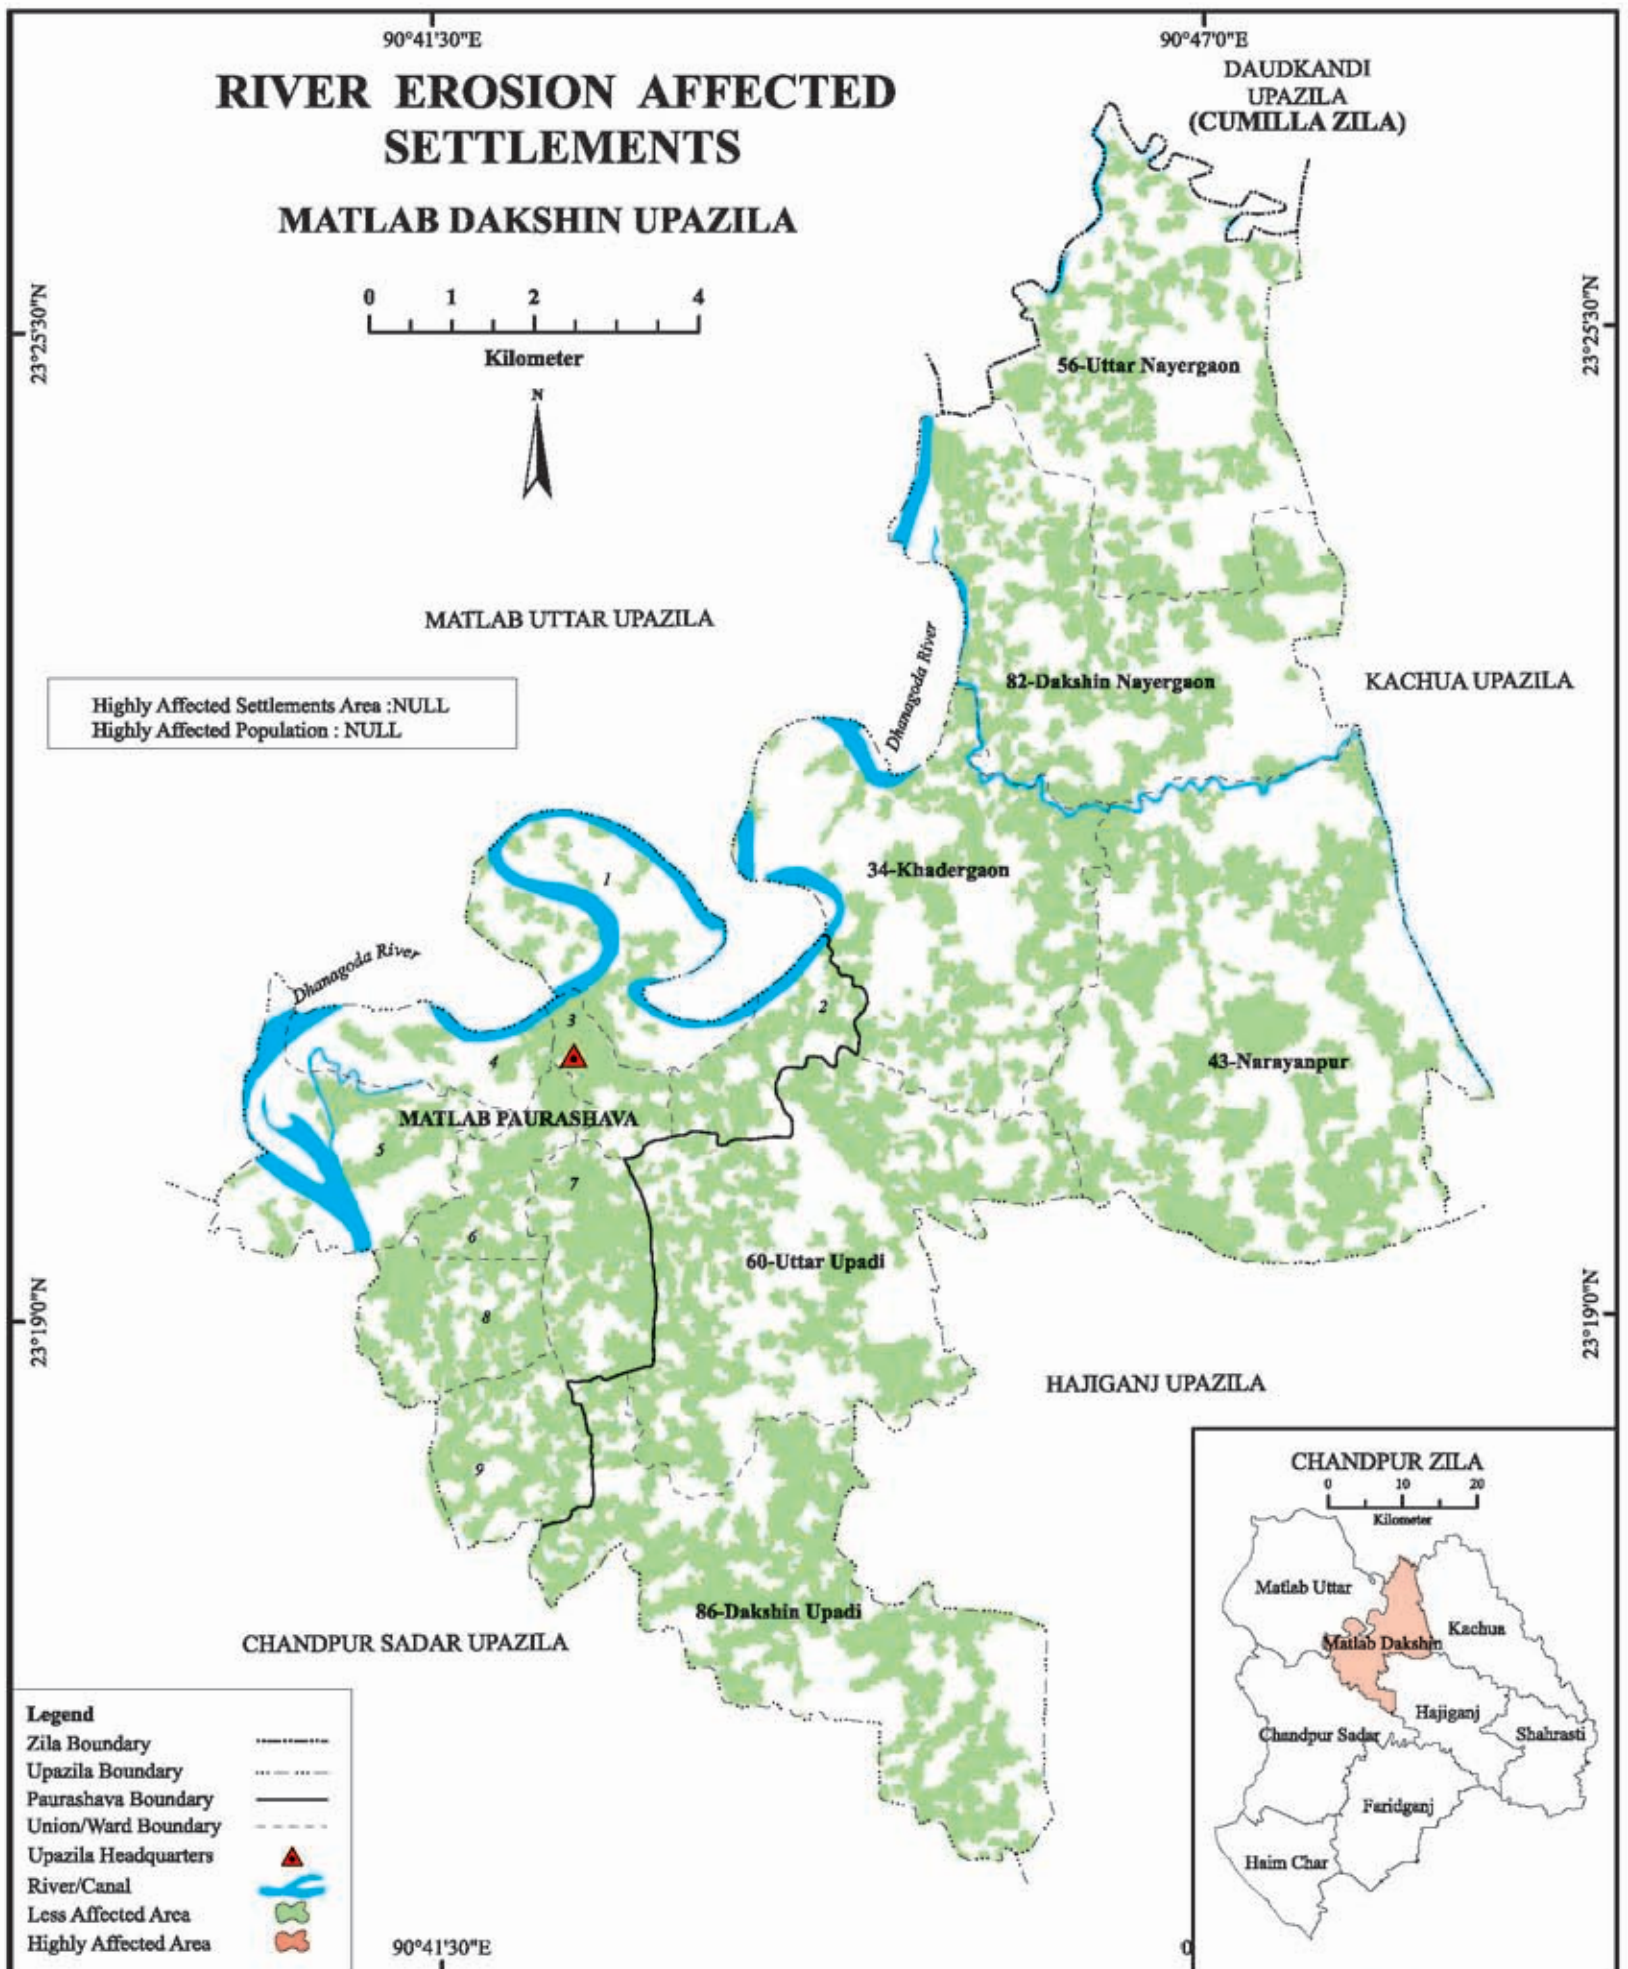 90°41'30"E
90°47'0"E
RIVER EROSION AFFECTED
SETTLEMENTS
MATLAB DAKSHIN UPAZILA
DAUDKANDI
UPAZILA
(CUMILLA ZILA)
0 1 2 4
Kilometer
N
23°25'30"N
23°25'30"N
56-Uttar Nayergaon
MATLAB UTTAR UPAZILA
Dhanagoda River
82-Dakshin Nayergaon
KACHUA UPAZILA
Highly Affected Settlements Area :NULL
Highly Affected Population : NULL
34-Khadergaon
1
Dhanagoda River
2
3
4
43-Narayanpur
MATLAB PAURASHAVA
5
7
6
60-Uttar Upadi
8
23°19'0"N
23°19'0"N
HAJIGANJ UPAZILA
9
86-Dakshin Upadi
CHANDPUR SADAR UPAZILA
CHANDPUR ZILA
0 10 20
Kilometer
Matlab Uttar
Kachua
Matlab Dakshin
Hajiganj
Chandpur Sadar
Shahrasti
Faridganj
Haim Char
Legend
Zila Boundary
Upazila Boundary
Paurashava Boundary
Union/Ward Boundary
Upazila Headquarters
River/Canal
Less Affected Area
Highly Affected Area
90°41'30"E
0